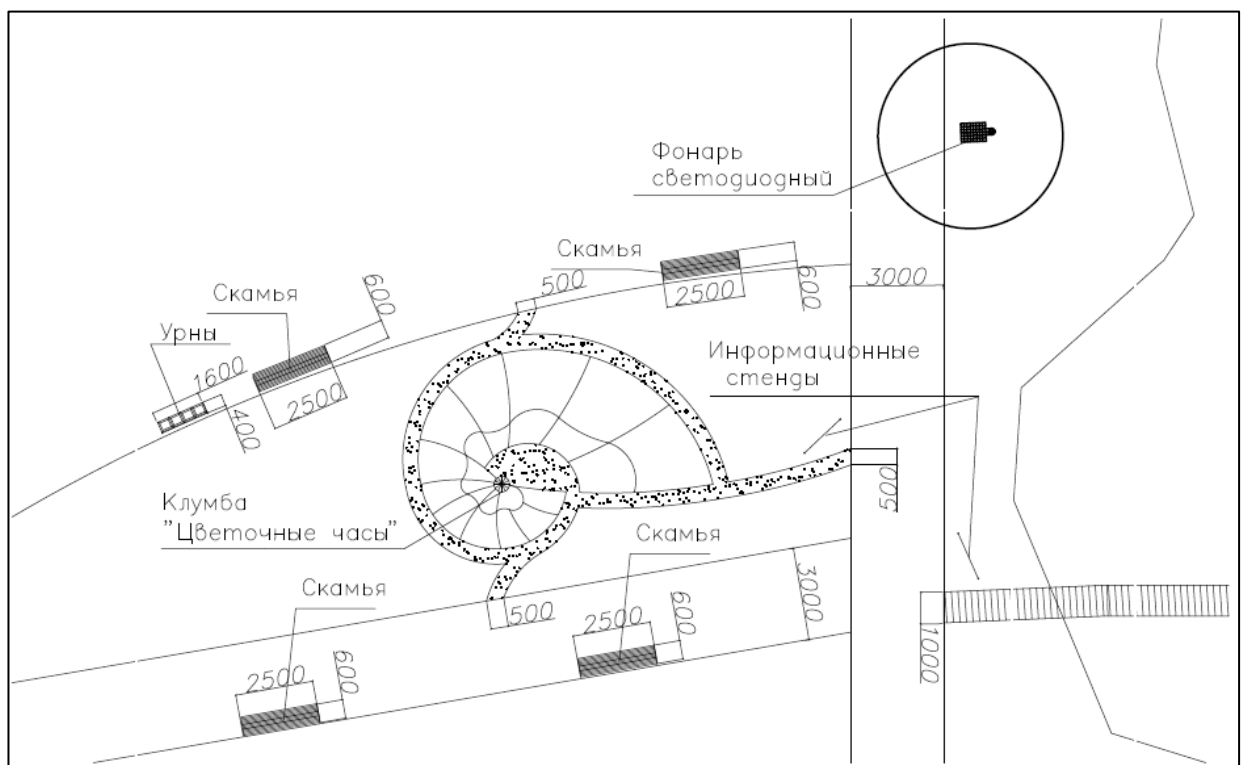 Фонарь
светодиодный
Скамья
500
2500
600
3000
Скамья
600
Урны
1600
400
2500
Информационные
стенды
500
Клумба
"Цветочные часы"
Скамья
3000
Скамья
500
2500
600
1000
2500
600